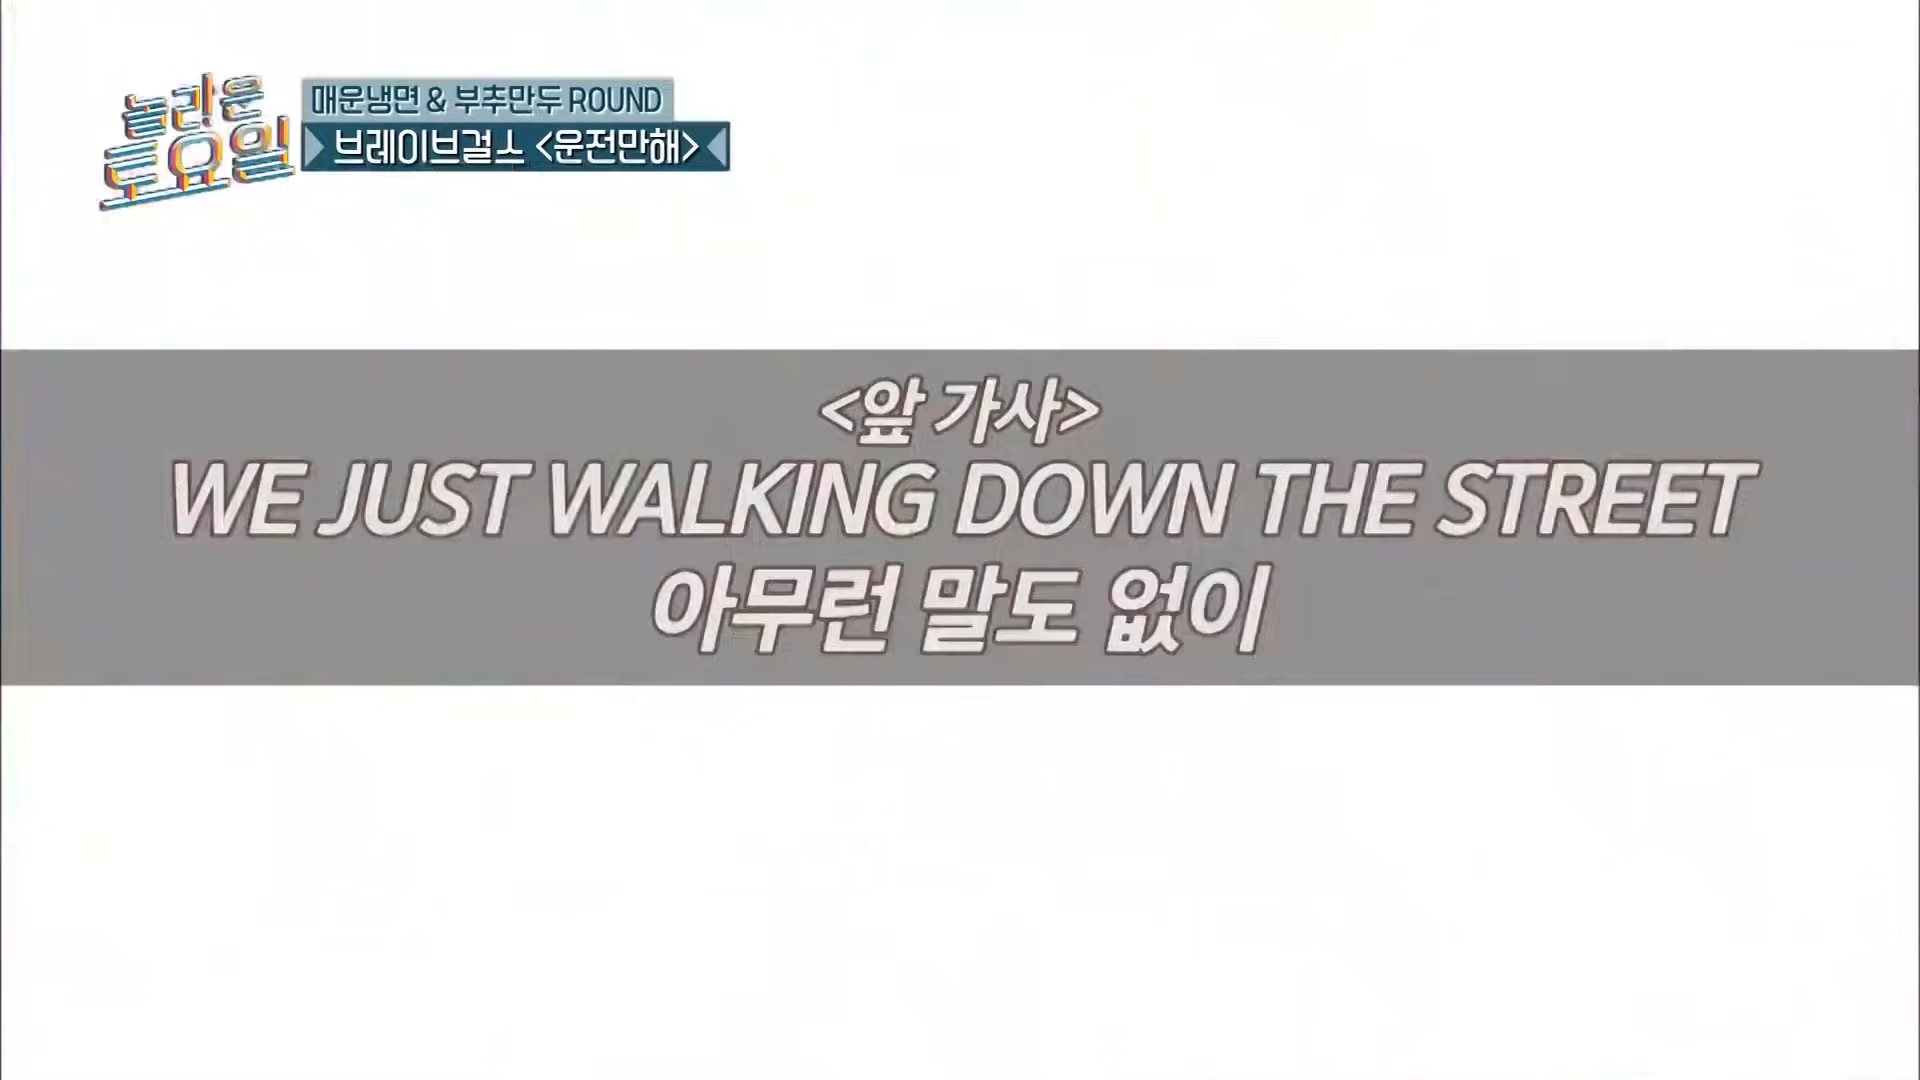 놀라운
토요일
매운냉면 & 부추만두 ROUND
브레이브걸스 <운전만해>
<앞 가사>
WE JUST WALKING DOWN THE STREET
아무런 말도 없이